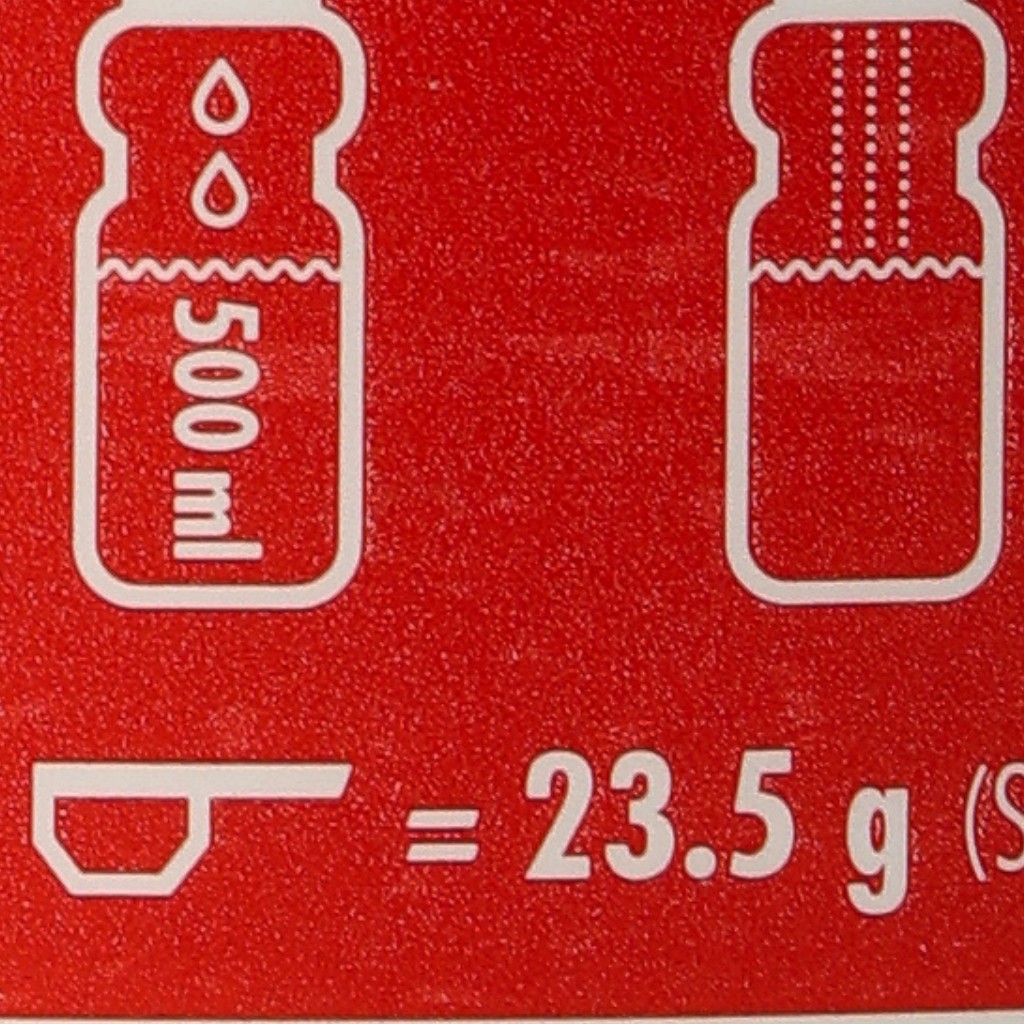 500 ml
= 23.5 g (S